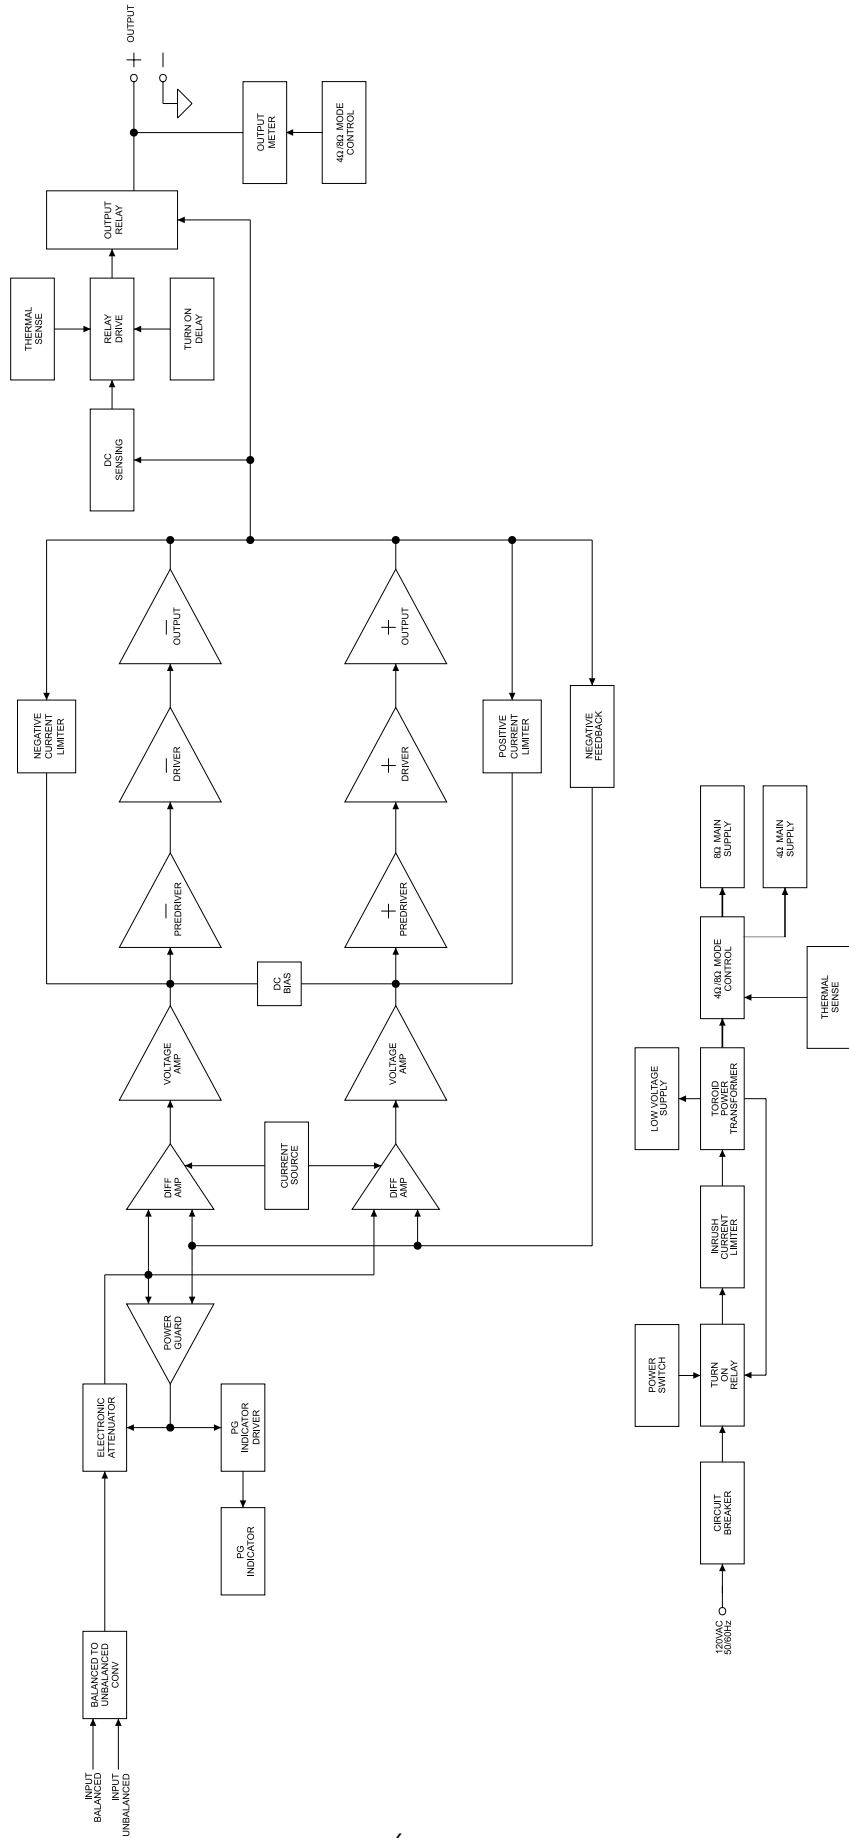 INPUT
BALANCED
INPUT
UNBALANCED
BALANCED TO
UNBALANCED
CONV
ELECTRONIC
ATTENUATOR
POWER
GUARD
PG
INDICATOR
DRIVER
PG
INDICATOR
DIFF
AMP
DIFF
AMP
CURRENT
SOURCE
VOLTAGE
AMP
VOLTAGE
AMP
DC
BIAS
−
PREDRIVER
+
PREDRIVER
−
DRIVER
+
DRIVER
−
OUTPUT
+
OUTPUT
NEGATIVE
CURRENT
LIMITER
POSITIVE
CURRENT
LIMITER
NEGATIVE
FEEDBACK
DC
SENSING
THERMAL
SENSE
RELAY
DRIVE
TURN ON
DELAY
OUTPUT
RELAY
OUTPUT
METER
4Ω/8Ω MODE
CONTROL
+
−
OUTPUT
120VAC
50/60Hz
CIRCUIT
BREAKER
POWER
SWITCH
TURN
ON
RELAY
INRUSH
CURRENT
LIMITER
LOW VOLTAGE
SUPPLY
TOROID
POWER
TRANSFORMER
4Ω/8Ω MODE
CONTROL
THERMAL
SENSE
8Ω MAIN
SUPPLY
4Ω MAIN
SUPPLY